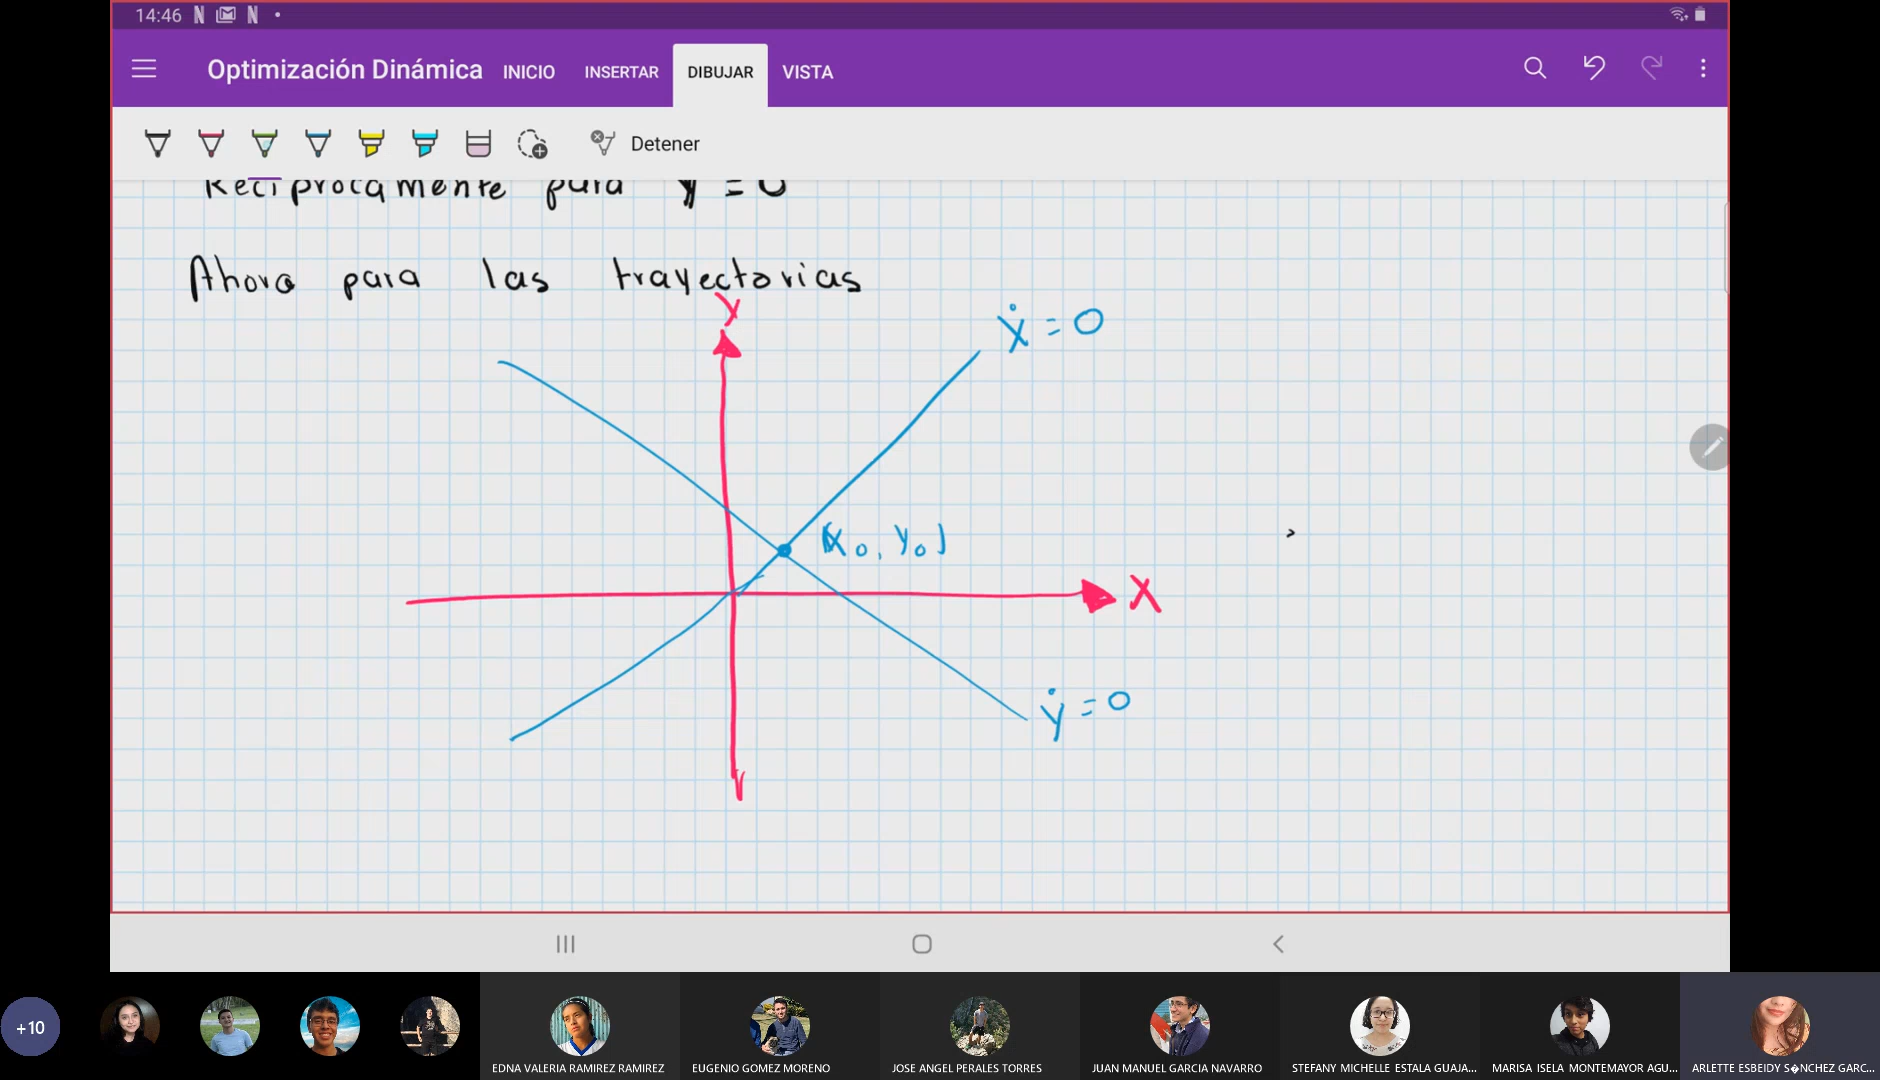 14:46
Optimización Dinámica INICIO INSERTAR DIBUJAR VISTA
Detener
Reciprocamente para ẏ = 0
Ahora para las trayectorias
y
ẋ = 0
(x₀, y₀)
X
ẏ = 0
+10
EDNA VALERIA RAMIREZ RAMIREZ
EUGENIO GOMEZ MORENO
JOSE ANGEL PERALES TORRES
JUAN MANUEL GARCIA NAVARRO
STEFANY MICHELLE ESTALA GUAJA...
MARISA ISELA MONTEMAYOR AGU...
ARLETTE ESBEIDY S�NCHEZ GARC...